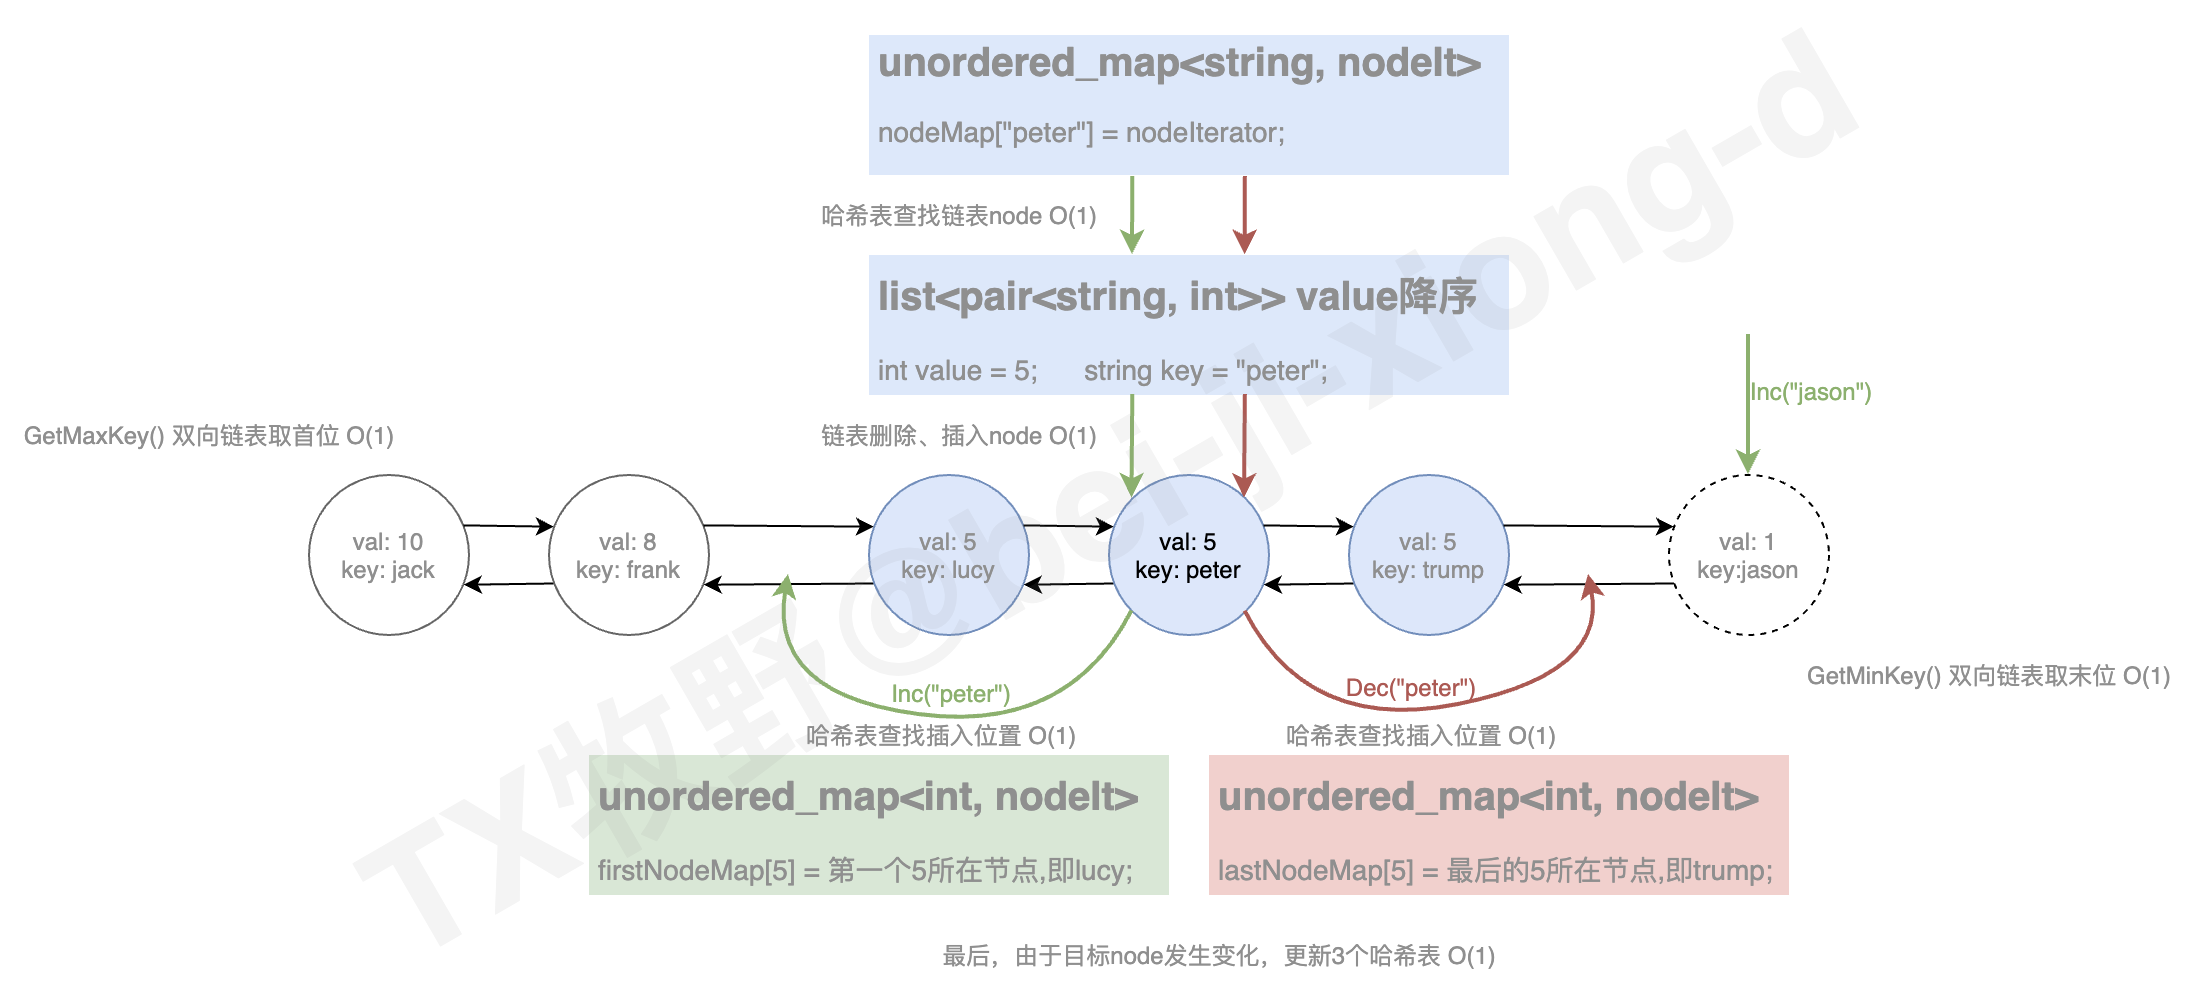 unordered_map<string, nodeIt>
nodeMap["peter"] = nodeIterator;
哈希表查找链表node O(1)
list<pair<string, int>> value降序
int value = 5; string key = "peter";
Inc("jason")
GetMaxKey() 双向链表取首位 O(1)
链表删除、插入node O(1)
val: 10
key: jack
val: 8
key: frank
val: 5
key: lucy
val: 5
key: peter
val: 5
key: trump
val: 1
key:jason
GetMinKey() 双向链表取末位 O(1)
Inc("peter")
Dec("peter")
哈希表查找插入位置 O(1)
哈希表查找插入位置 O(1)
unordered_map<int, nodeIt>
firstNodeMap[5] = 第一个5所在节点,即lucy;
unordered_map<int, nodeIt>
lastNodeMap[5] = 最后的5所在节点,即trump;
最后，由于目标node发生变化，更新3个哈希表 O(1)
TX牧野@bei-ji-xiong-d